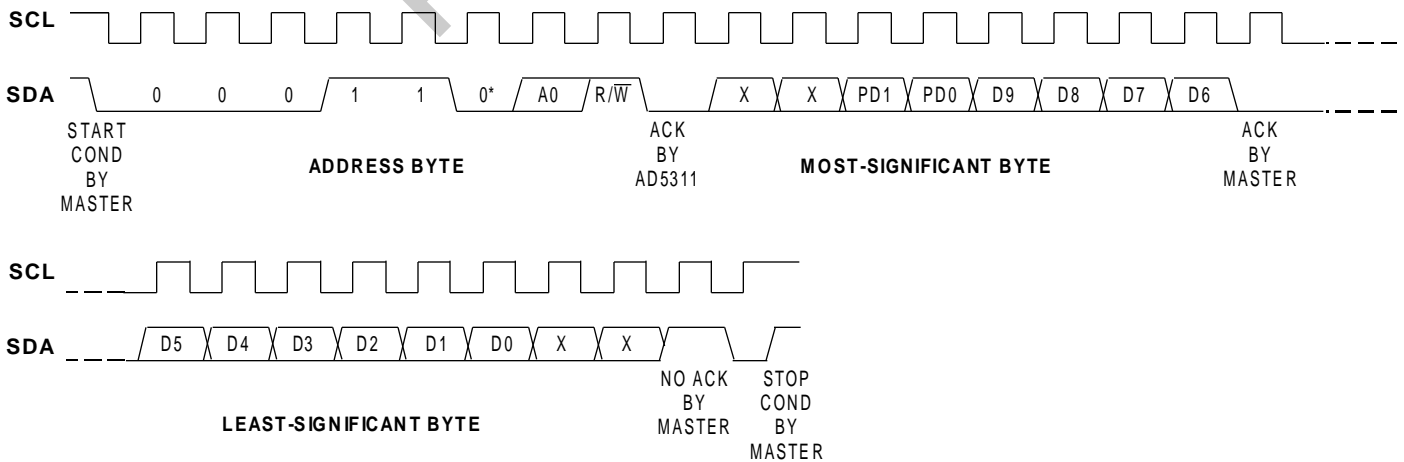 SCL
SDA 0 0 0 1 1 0* A0 R/W̅ X X PD1 PD0 D9 D8 D7 D6
START
COND
BY
MASTER
ADDRESS BYTE
ACK
BY
AD5311
MOST-SIGNIFICANT BYTE
ACK
BY
MASTER
SCL
SDA D5 D4 D3 D2 D1 D0 X X
LEAST-SIGNIFICANT BYTE
NO ACK
BY
MASTER
STOP
COND
BY
MASTER